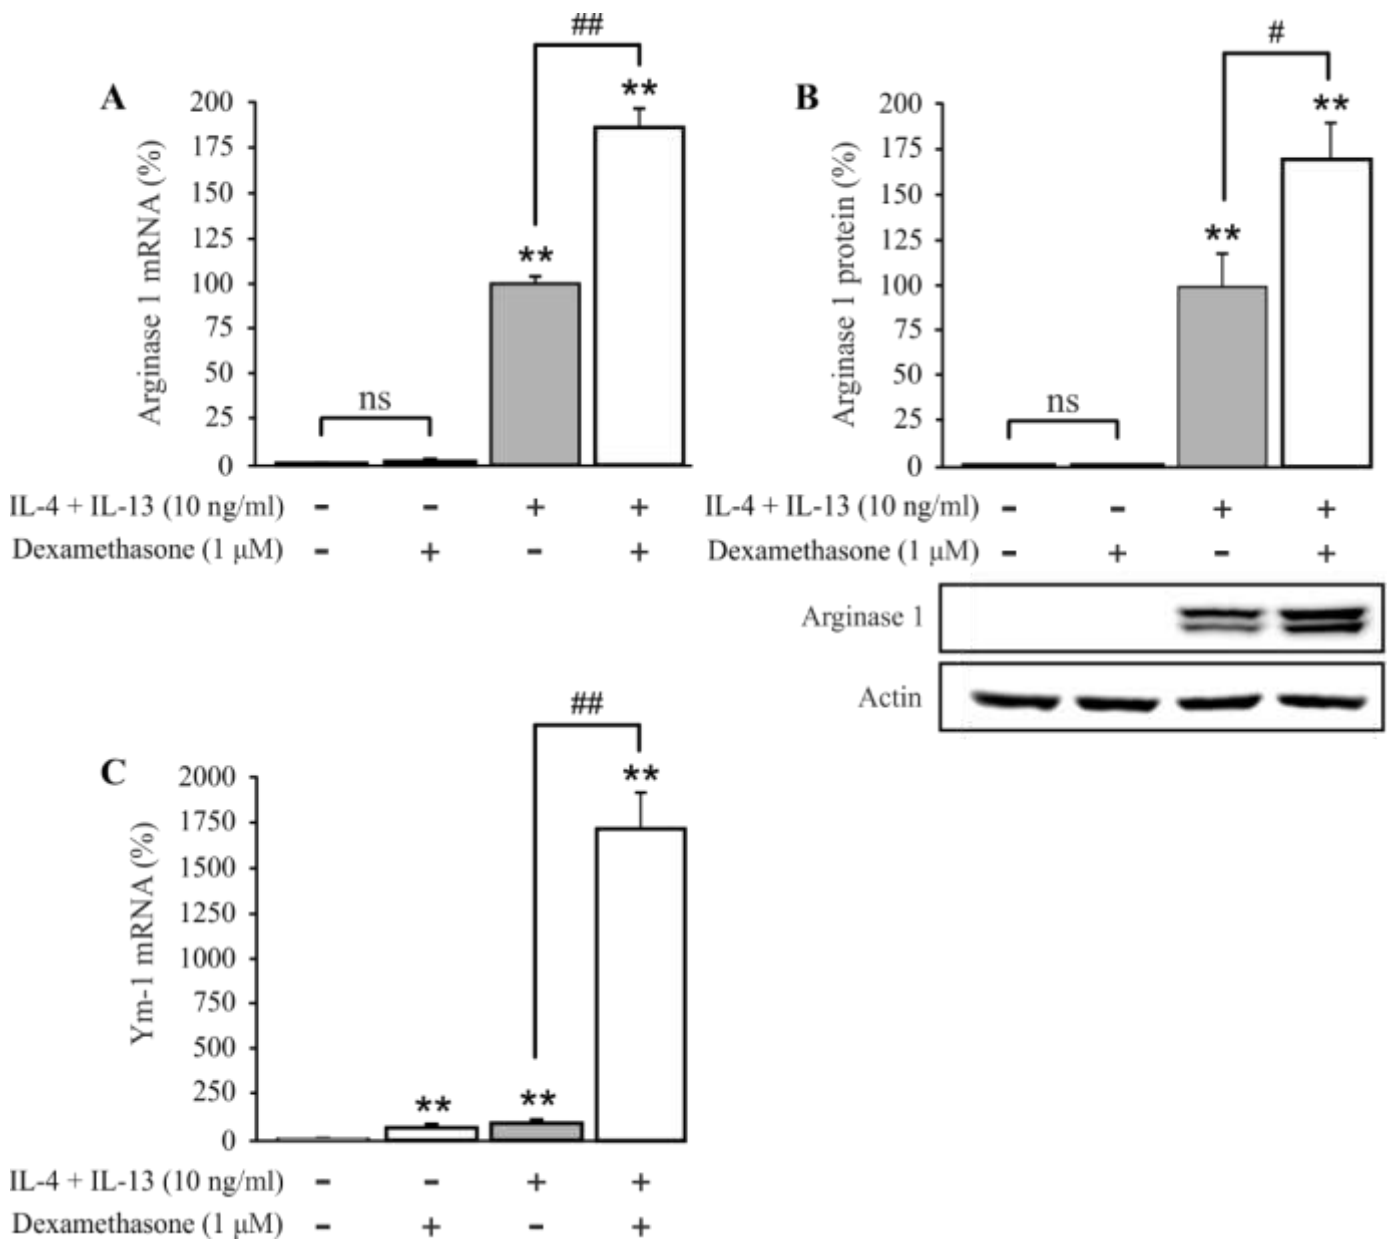 A
##
**
**
ns
Arginase 1 mRNA (%)
200
175
150
125
100
75
50
25
0
IL-4 + IL-13 (10 ng/ml) - - + +
Dexamethasone (1 μM) - + - +
B
#
**
**
ns
Arginase 1 protein (%)
200
175
150
125
100
75
50
25
0
IL-4 + IL-13 (10 ng/ml) - - + +
Dexamethasone (1 μM) - + - +
Arginase 1
Actin
C
##
**
**
**
Ym-1 mRNA (%)
2000
1750
1500
1250
1000
750
500
250
0
IL-4 + IL-13 (10 ng/ml) - - + +
Dexamethasone (1 μM) - + - +